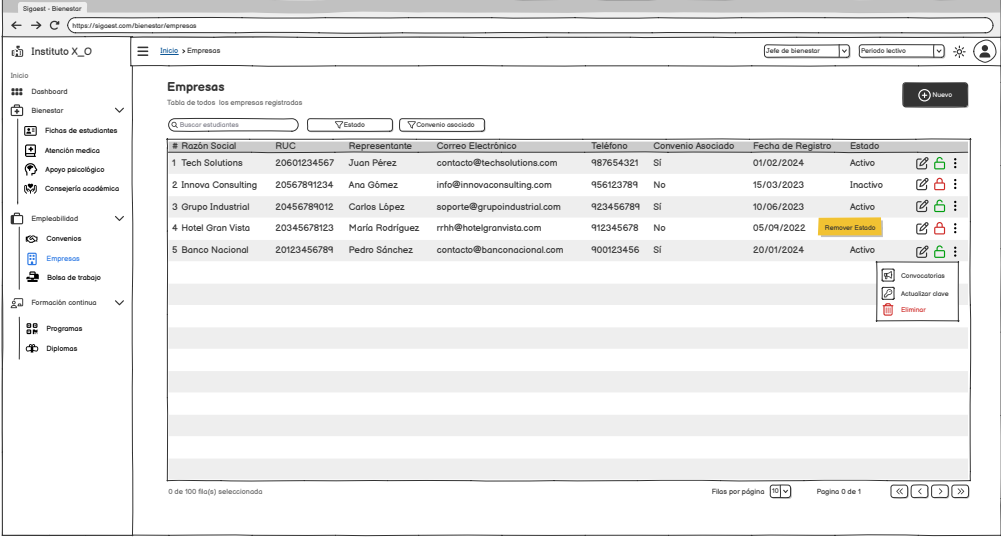 Sigaest - Bienestar
https://sigaest.com/bienestar/empresas
Instituto X_O
Inicio > Empresas
Jefe de bienestar
Periodo lectivo
Inicio
Dashboard
Bienestar
Fichas de estudiantes
Atención medica
Apoyo psicológico
Consejería académica
Empleabilidad
Convenios
Empresas
Bolsa de trabajo
Formación continua
Programas
Diplomas
Empresas
Tabla de todos los empresas registradas
Nuevo
Buscar estudiantes
Estado
Convenio asociado
# Razón Social RUC Representante Correo Electrónico Teléfono Convenio Asociado Fecha de Registro Estado
1 Tech Solutions 20601234567 Juan Pérez contacto@techsolutions.com 987654321 Sí 01/02/2024 Activo
2 Innova Consulting 20567891234 Ana Gómez info@innovaconsulting.com 956123789 No 15/03/2023 Inactivo
3 Grupo Industrial 20456789012 Carlos López soporte@grupoindustrial.com 923456789 Sí 10/06/2023 Activo
4 Hotel Gran Vista 20345678123 María Rodríguez rrhh@hotelgranvista.com 912345678 No 05/09/2022 Remover Estado
5 Banco Nacional 20123456789 Pedro Sánchez contacto@banconacional.com 900123456 Sí 20/01/2024 Activo
Convocatorias
Actualizar clave
Eliminar
0 de 100 fila(s) seleccionado
Filas por página 10
Pagina 0 de 1